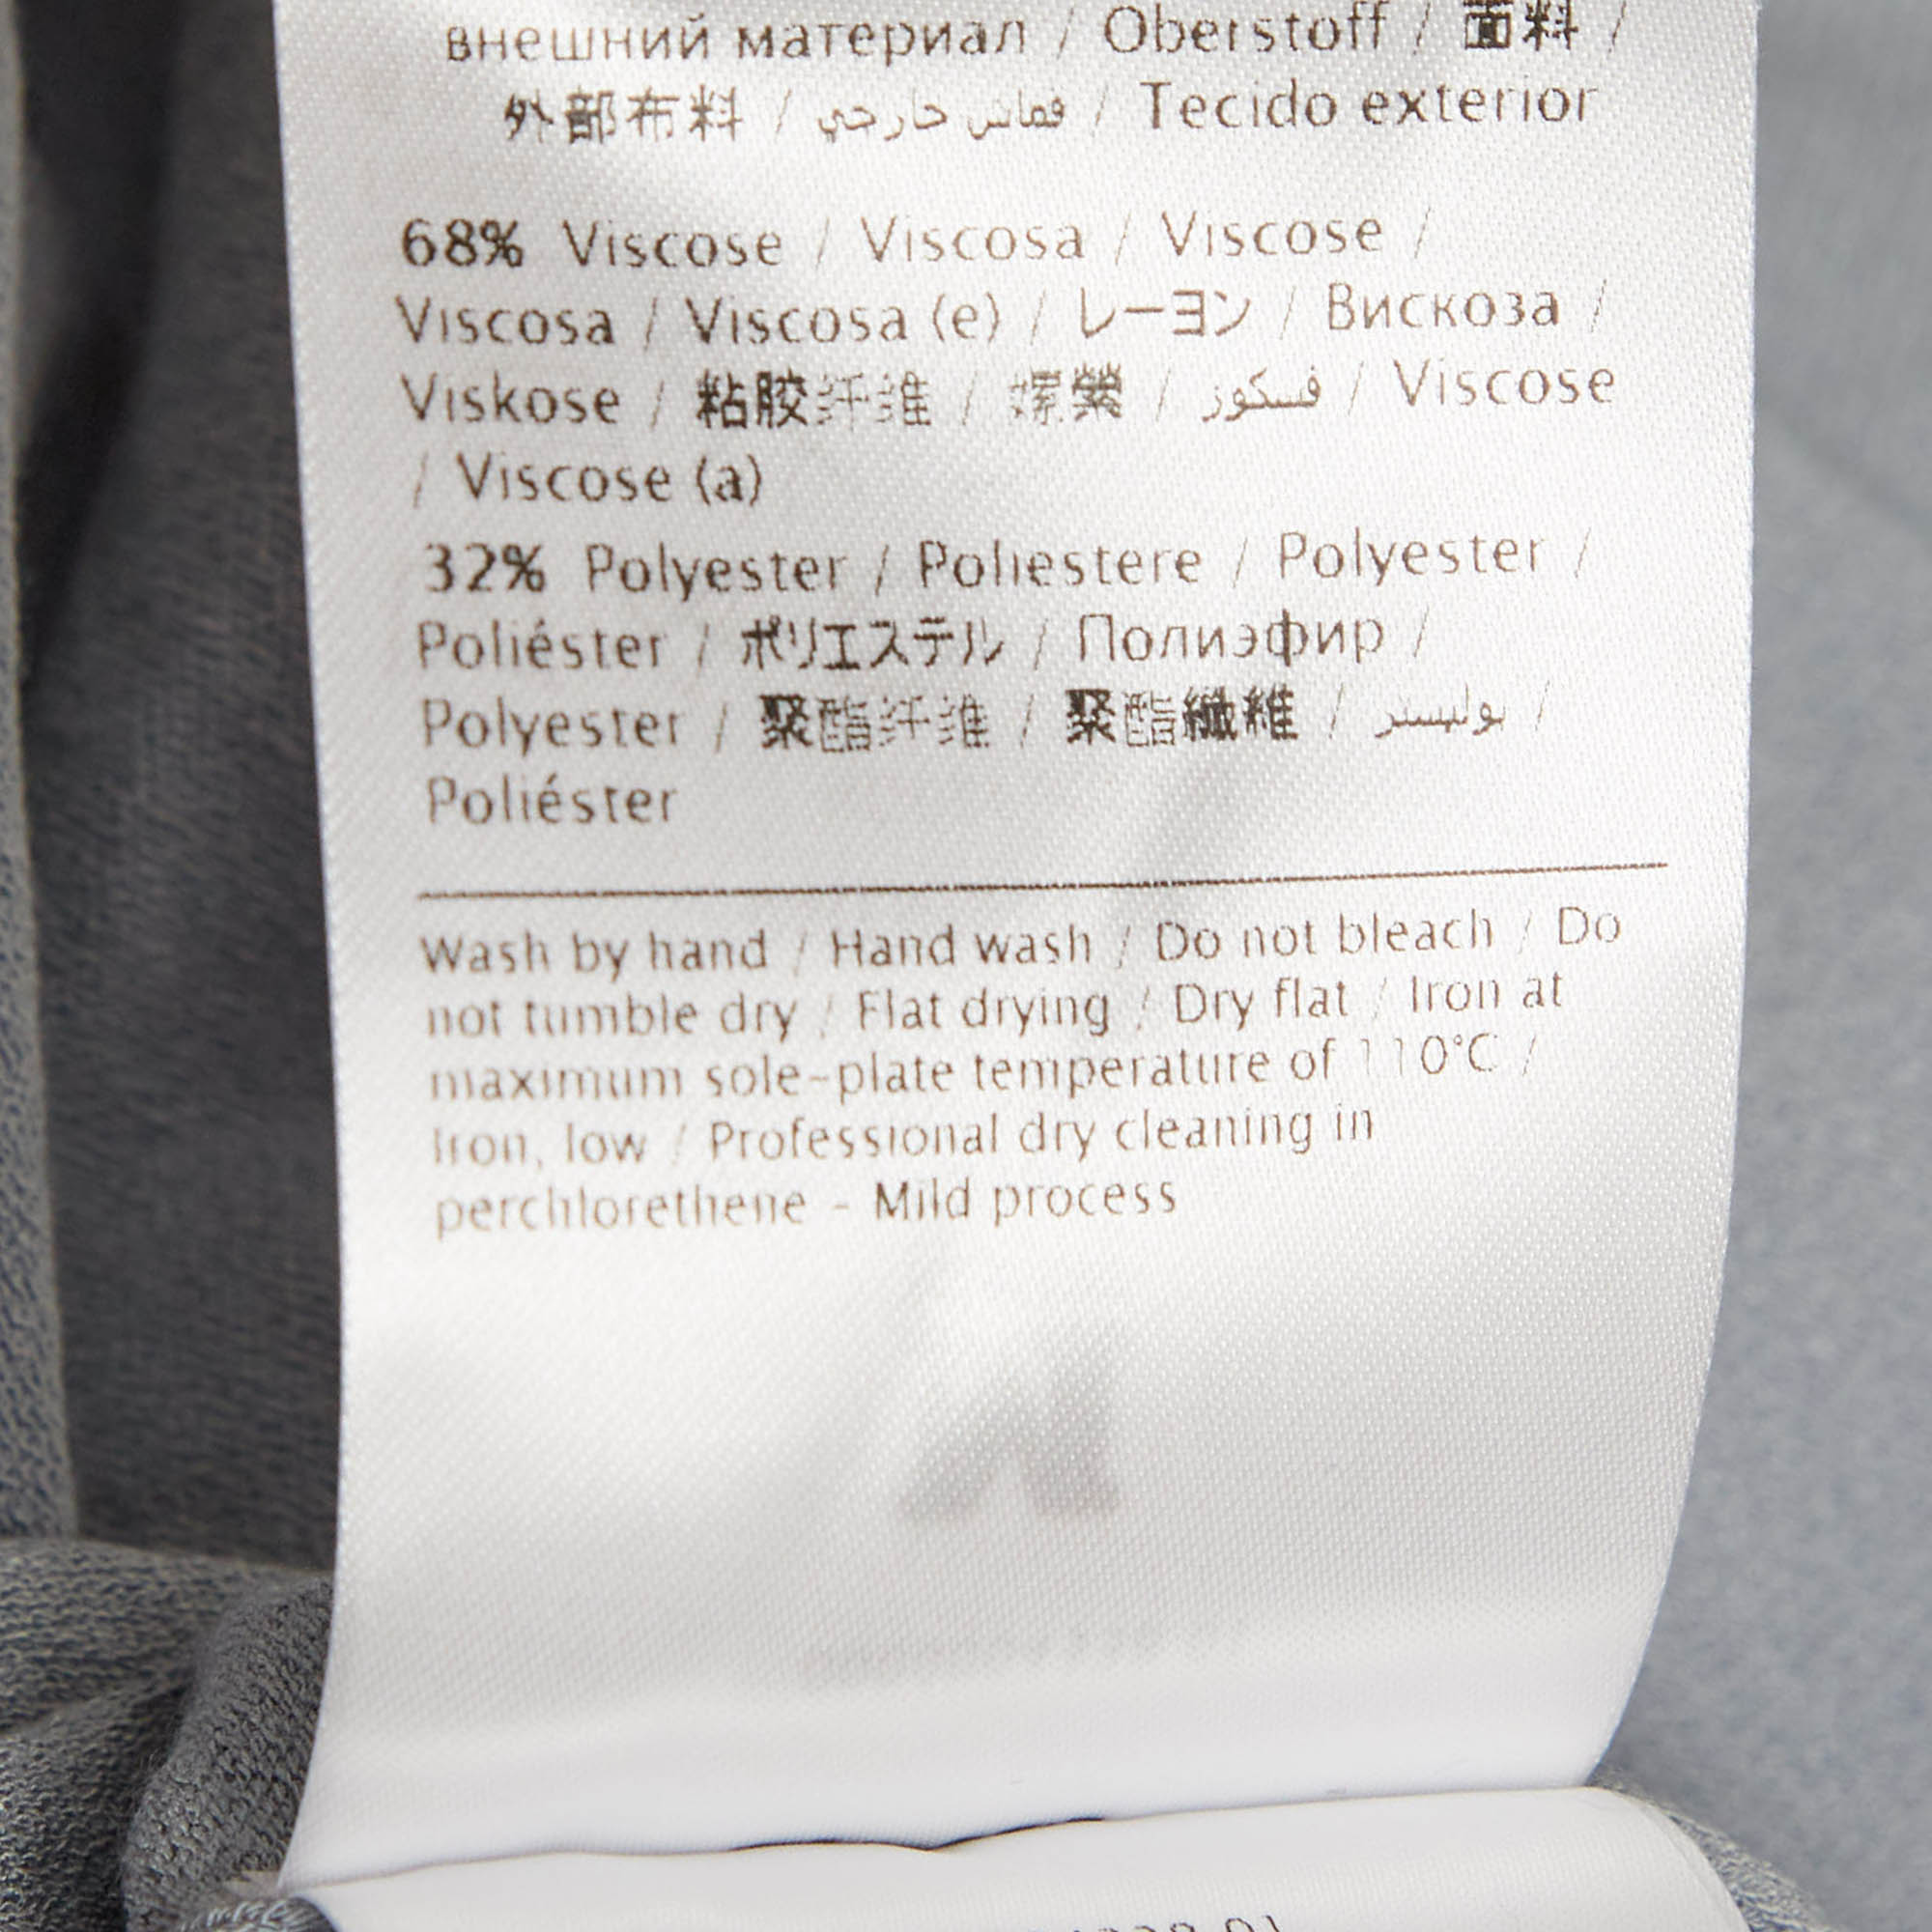 внешний материал / Oberstoff / 面料 /
外部布料 / قماش خارجي / Tecido exterior
68% Viscose / Viscosa / Viscose /
Viscosa / Viscosa (e) / レーヨン / Вискоза /
Viskose / 粘胶纤维 / 嫘縈 / فسكوز / Viscose
/ Viscose (a)
32% Polyester / Poliestere / Polyester /
Poliéster / ポリエステル / Полиэфир /
Polyester / 聚酯纤维 / 聚酯纖維 / بوليستر /
Poliéster
Wash by hand / Hand wash / Do not bleach / Do
not tumble dry / Flat drying / Dry flat / Iron at
maximum sole-plate temperature of 110°C /
Iron, low / Professional dry cleaning in
perchlorethene - Mild process